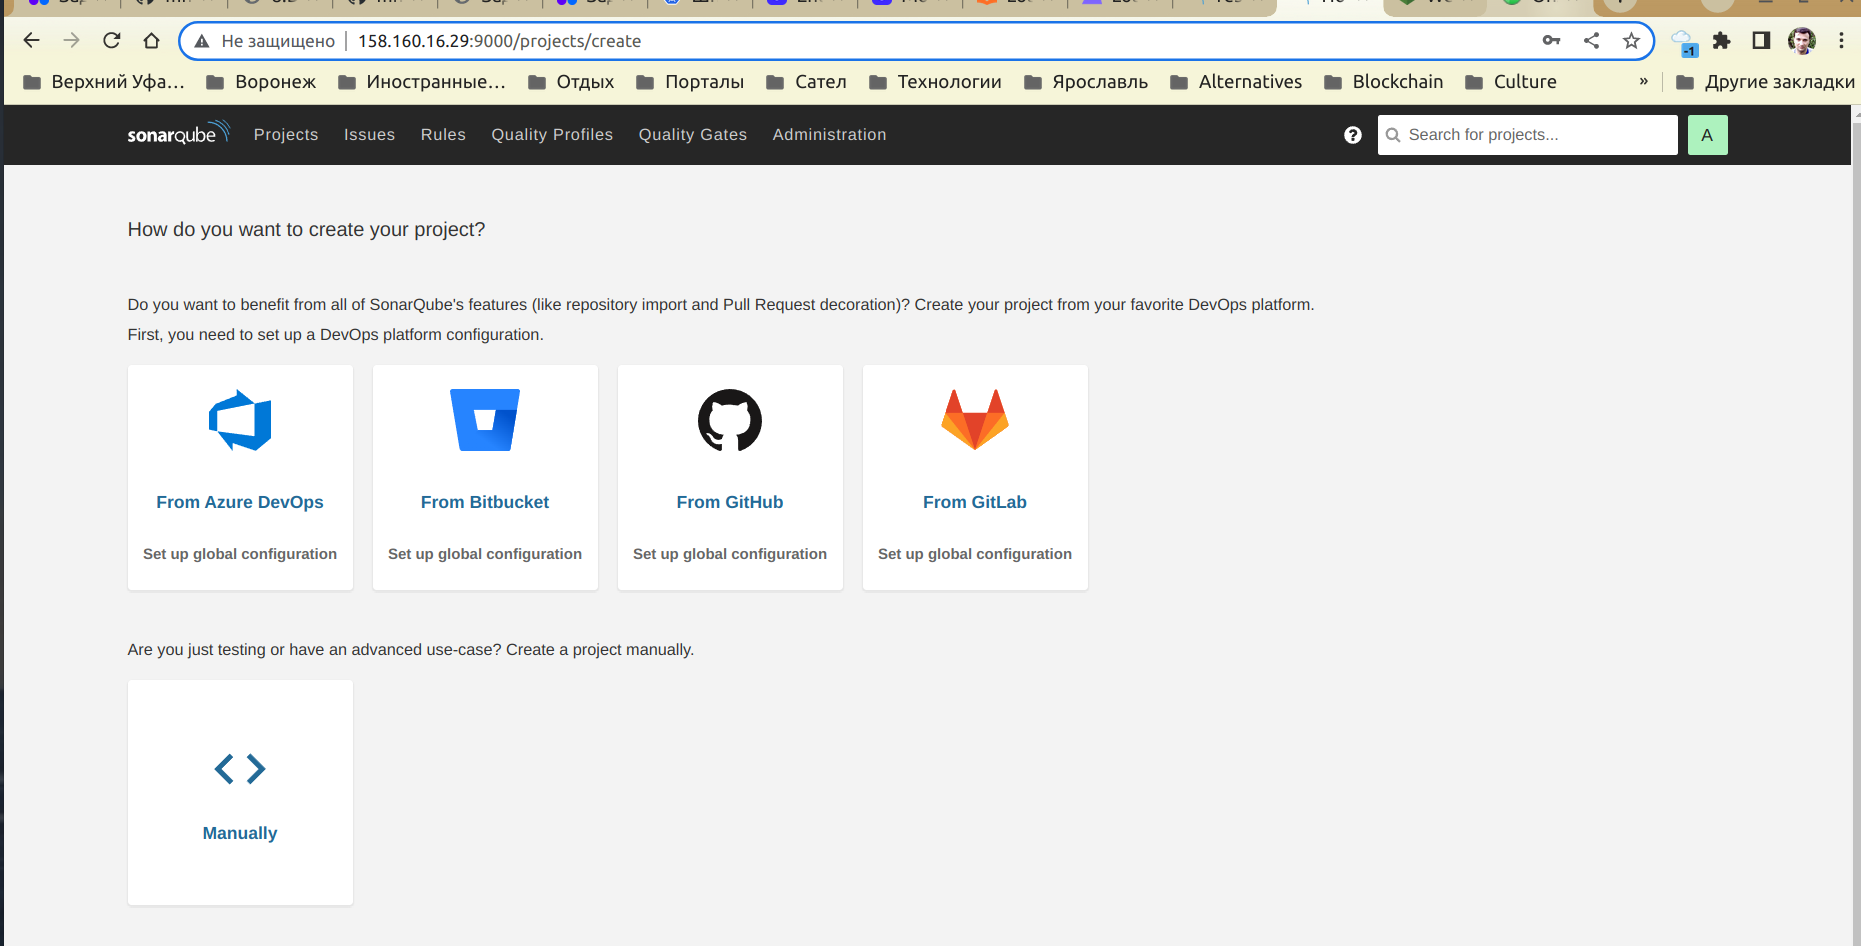 Не защищено 158.160.16.29:9000/projects/create
-1
Верхний Уфа... Воронеж Иностранные... Отдых Порталы Сател Технологии Ярославль Alternatives Blockchain Culture » Другие закладки
sonarqube Projects Issues Rules Quality Profiles Quality Gates Administration ? Search for projects... A
How do you want to create your project?
Do you want to benefit from all of SonarQube's features (like repository import and Pull Request decoration)? Create your project from your favorite DevOps platform.
First, you need to set up a DevOps platform configuration.
From Azure DevOps From Bitbucket From GitHub From GitLab
Set up global configuration Set up global configuration Set up global configuration Set up global configuration
Are you just testing or have an advanced use-case? Create a project manually.
Manually